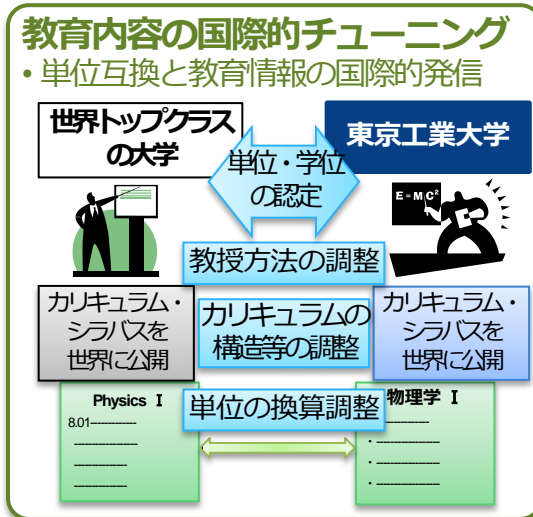 教育内容の国際的チューニング
• 単位互換と教育情報の国際的発信
世界トップクラス
の大学
東京工業大学
単位・学位
の認定
E=MC²
教授方法の調整
カリキュラム・
シラバスを
世界に公開
カリキュラムの
構造等の調整
カリキュラム・
シラバスを
世界に公開
単位の換算調整
Physics Ⅰ
8.01-------------
------------------
---------------
---------------
物理学 Ⅰ
-------------
・------------------
・------------------
・------------------